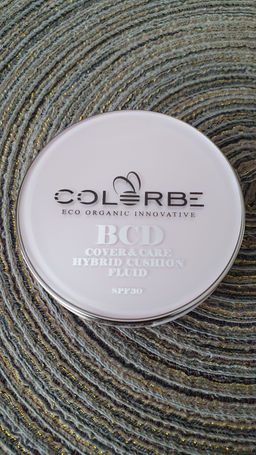 COLORBE
ECO ORGANIC INNOVATIVE
BCD
COVER & CARE
HYBRID CUSHION
FLUID
SPF30